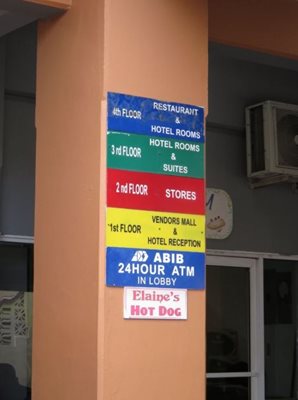 RESTAURANT
4th FLOOR &
HOTEL ROOMS
HOTEL ROOMS
3rd FLOOR &
SUITES
2nd FLOOR STORES
VENDORS MALL
1st FLOOR &
HOTEL RECEPTION
ABIB
24HOUR ATM
IN LOBBY
Elaine's
HOT DOG